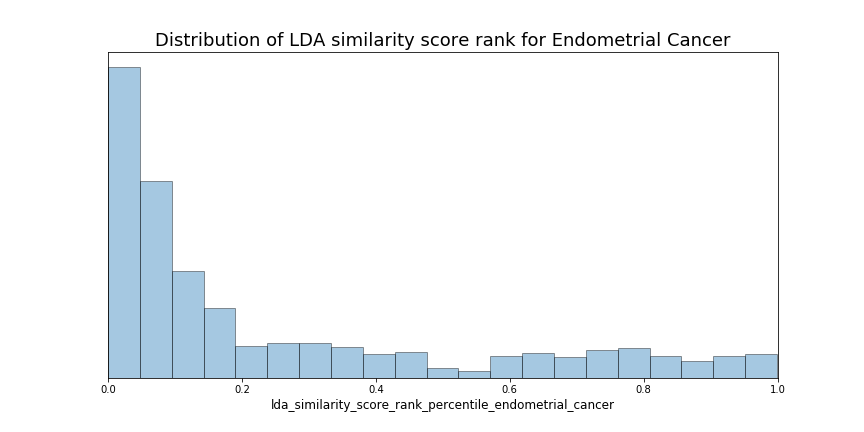 Distribution of LDA similarity score rank for Endometrial Cancer
0.0 0.2 0.4 0.6 0.8 1.0
lda_similarity_score_rank_percentile_endometrial_cancer